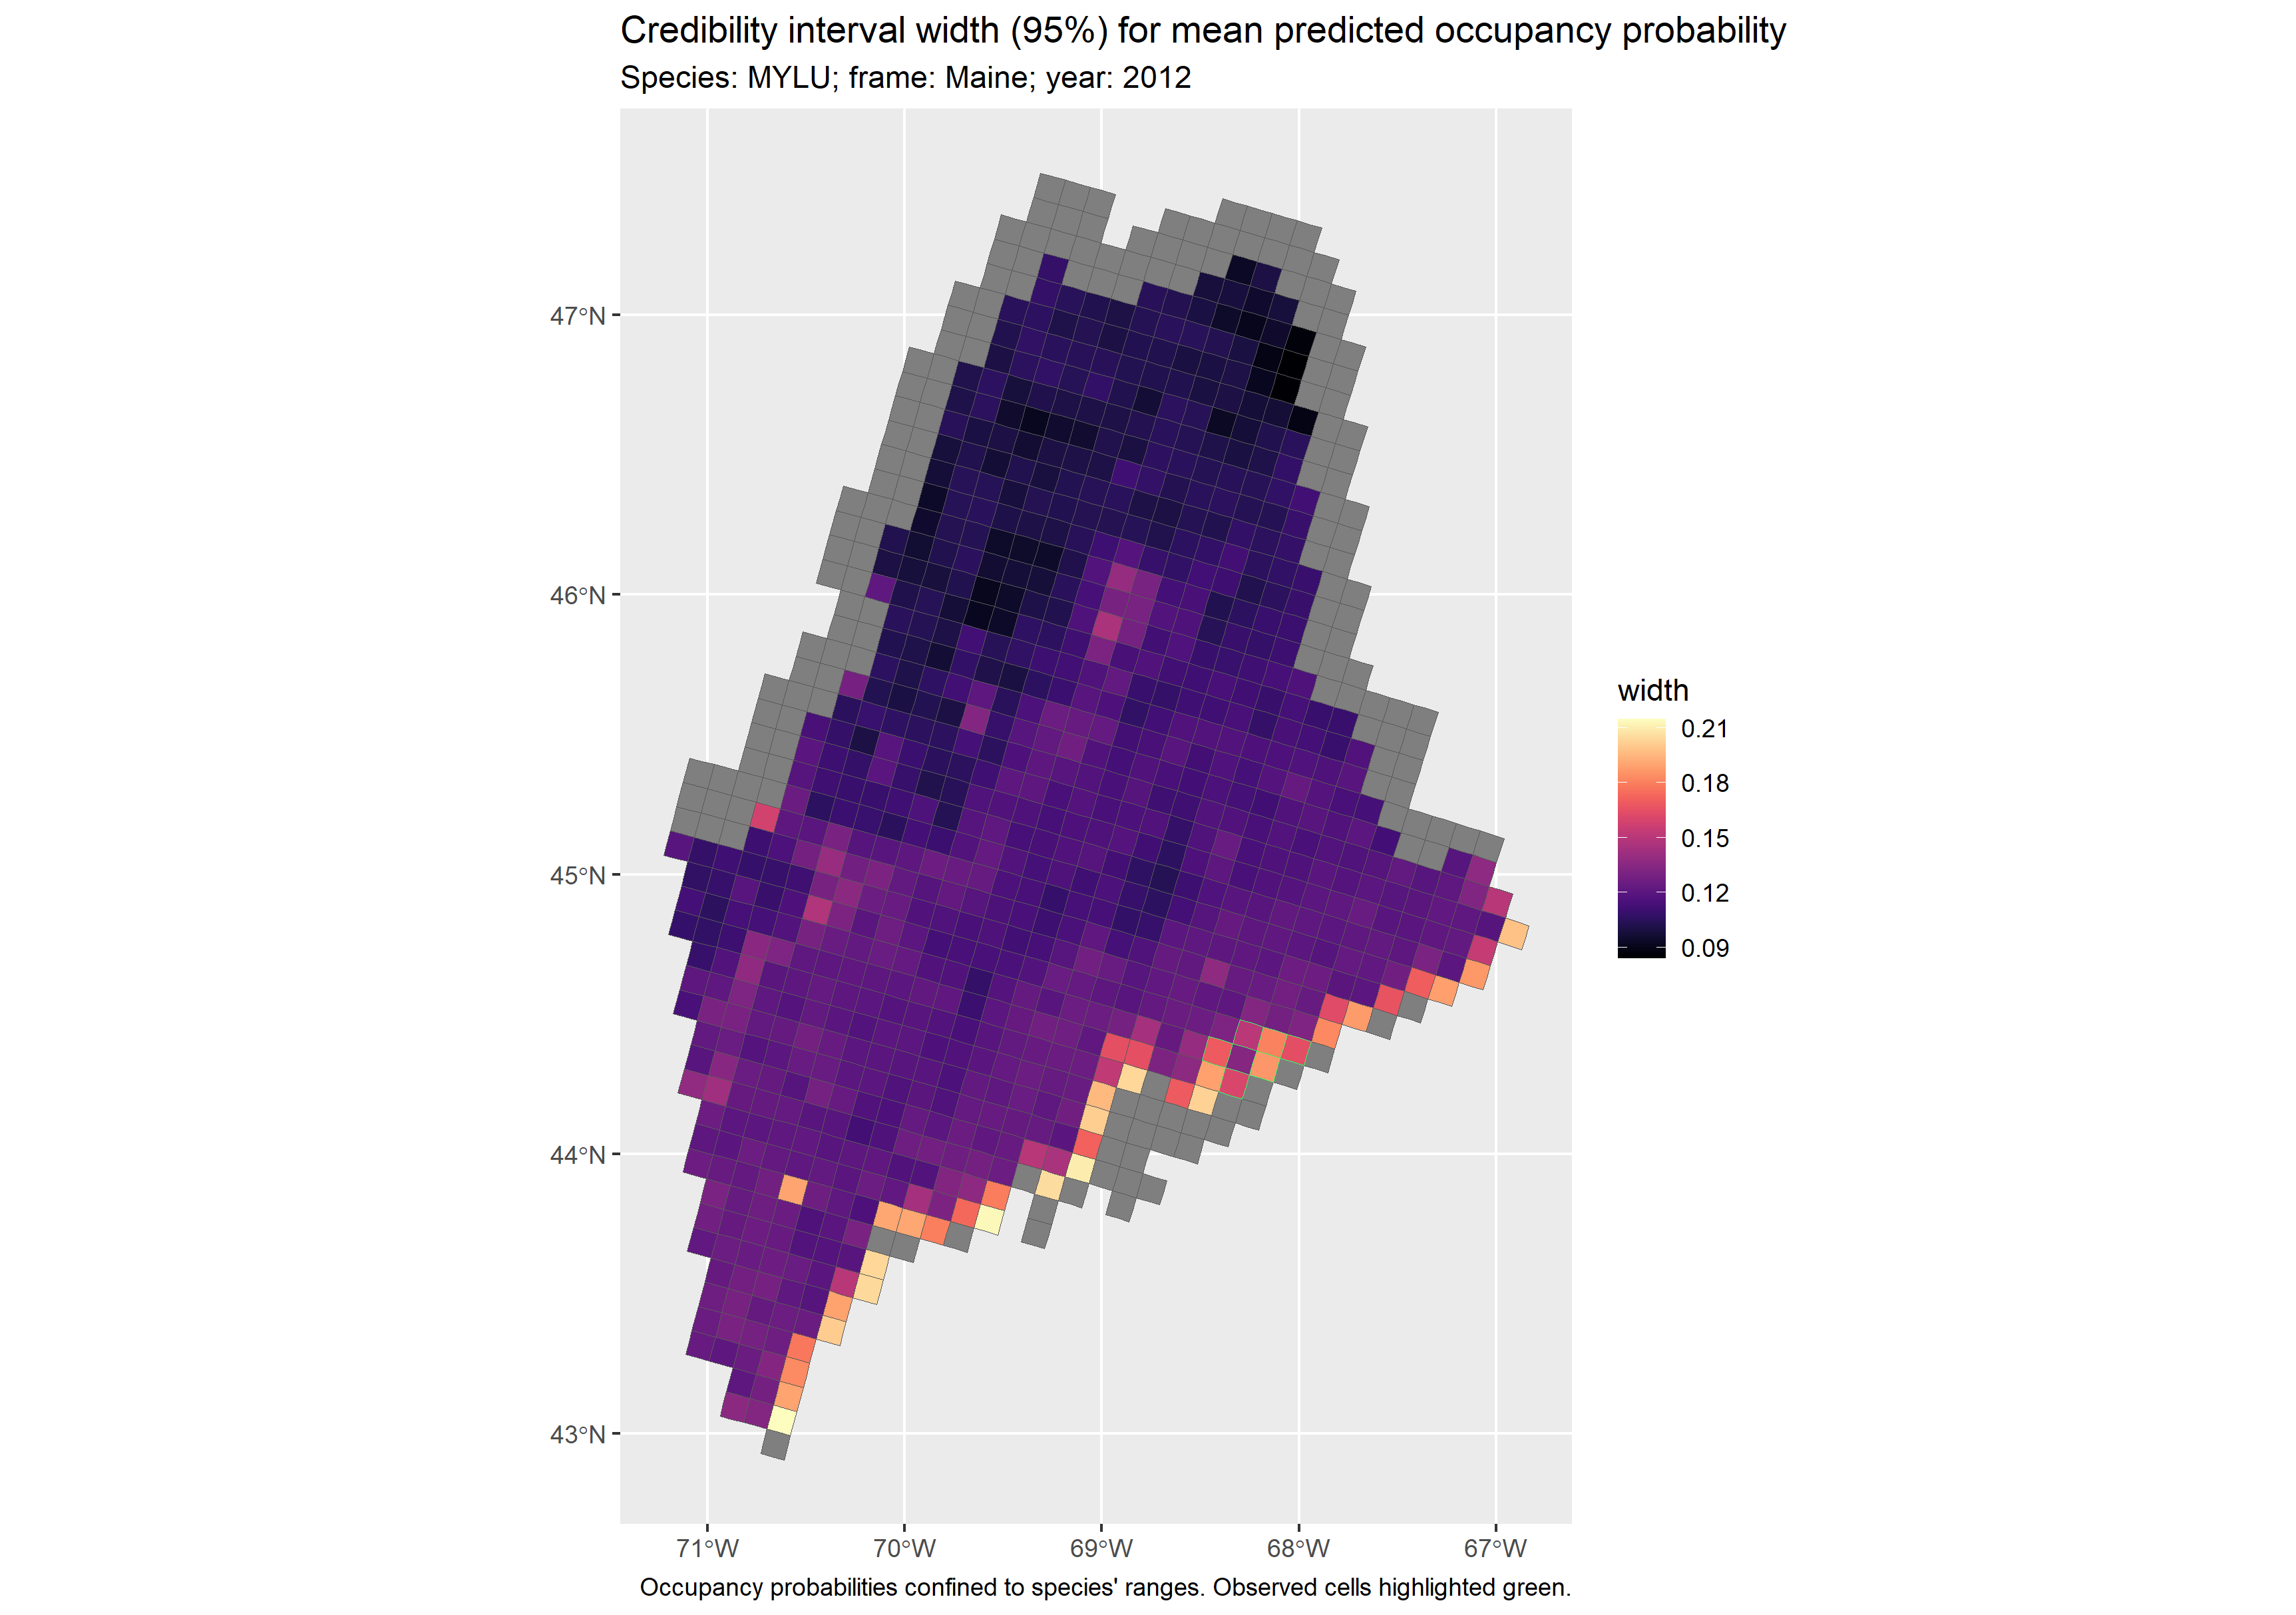 Credibility interval width (95%) for mean predicted occupancy probability
Species: MYLU; frame: Maine; year: 2012
47°N
46°N
45°N
44°N
43°N
71°W
70°W
69°W
68°W
67°W
width
0.21
0.18
0.15
0.12
0.09
Occupancy probabilities confined to species' ranges. Observed cells highlighted green.